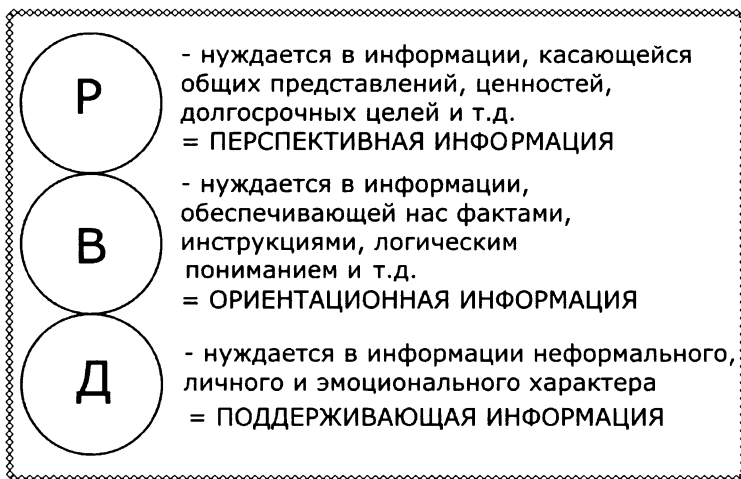 Р
- нуждается в информации, касающейся
общих представлений, ценностей,
долгосрочных целей и т.д.
= ПЕРСПЕКТИВНАЯ ИНФОРМАЦИЯ
В
- нуждается в информации,
обеспечивающей нас фактами,
инструкциями, логическим
пониманием и т.д.
= ОРИЕНТАЦИОННАЯ ИНФОРМАЦИЯ
Д
- нуждается в информации неформального,
личного и эмоционального характера
= ПОДДЕРЖИВАЮЩАЯ ИНФОРМАЦИЯ